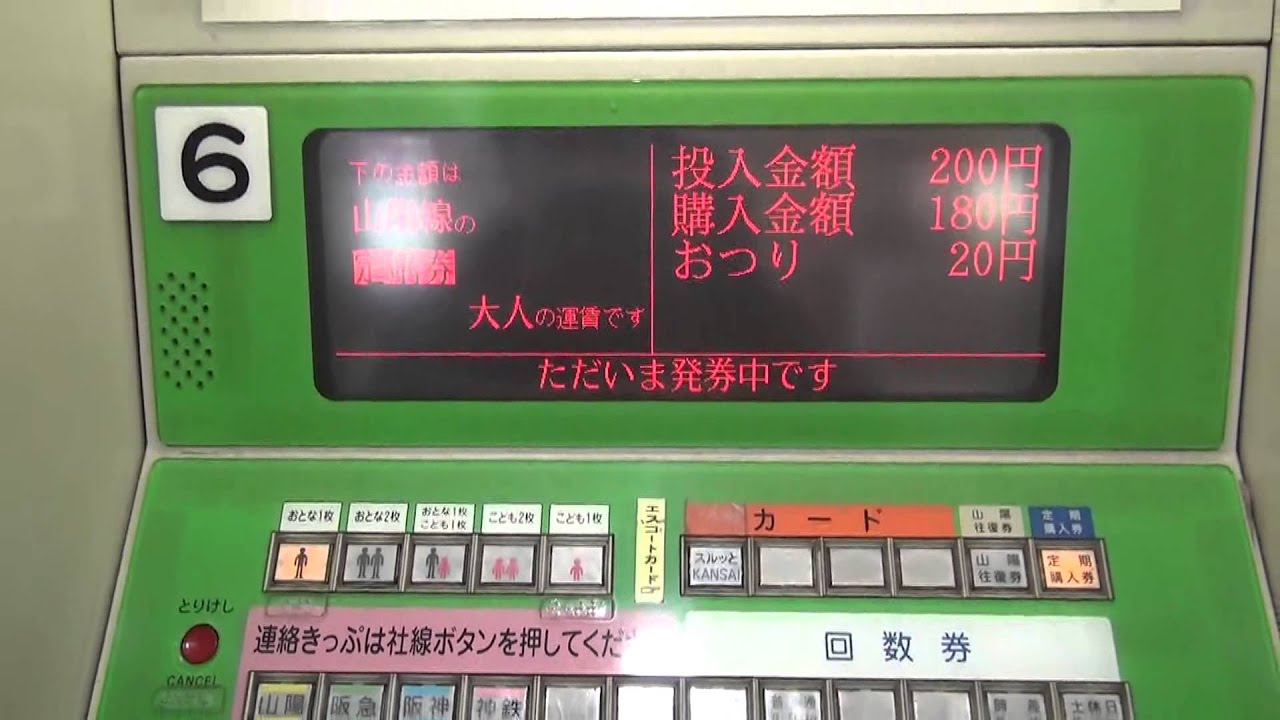 6
下の金額は
山陽線の
大人の運賃です
投入金額 200円
購入金額 180円
おつり 20円
ただいま発券中です
おとな1枚
おとな2枚
おとな1枚
こども1枚
こども2枚
こども1枚
エスコートカード
カード
山陽
往復券
定期
購入券
スルッと
KANSAI
山陽
往復券
定期
購入券
とりけし
CANCEL
連絡きっぷは社線ボタンを押してくだ
回数券
山陽
阪急
阪神
神鉄
土休日